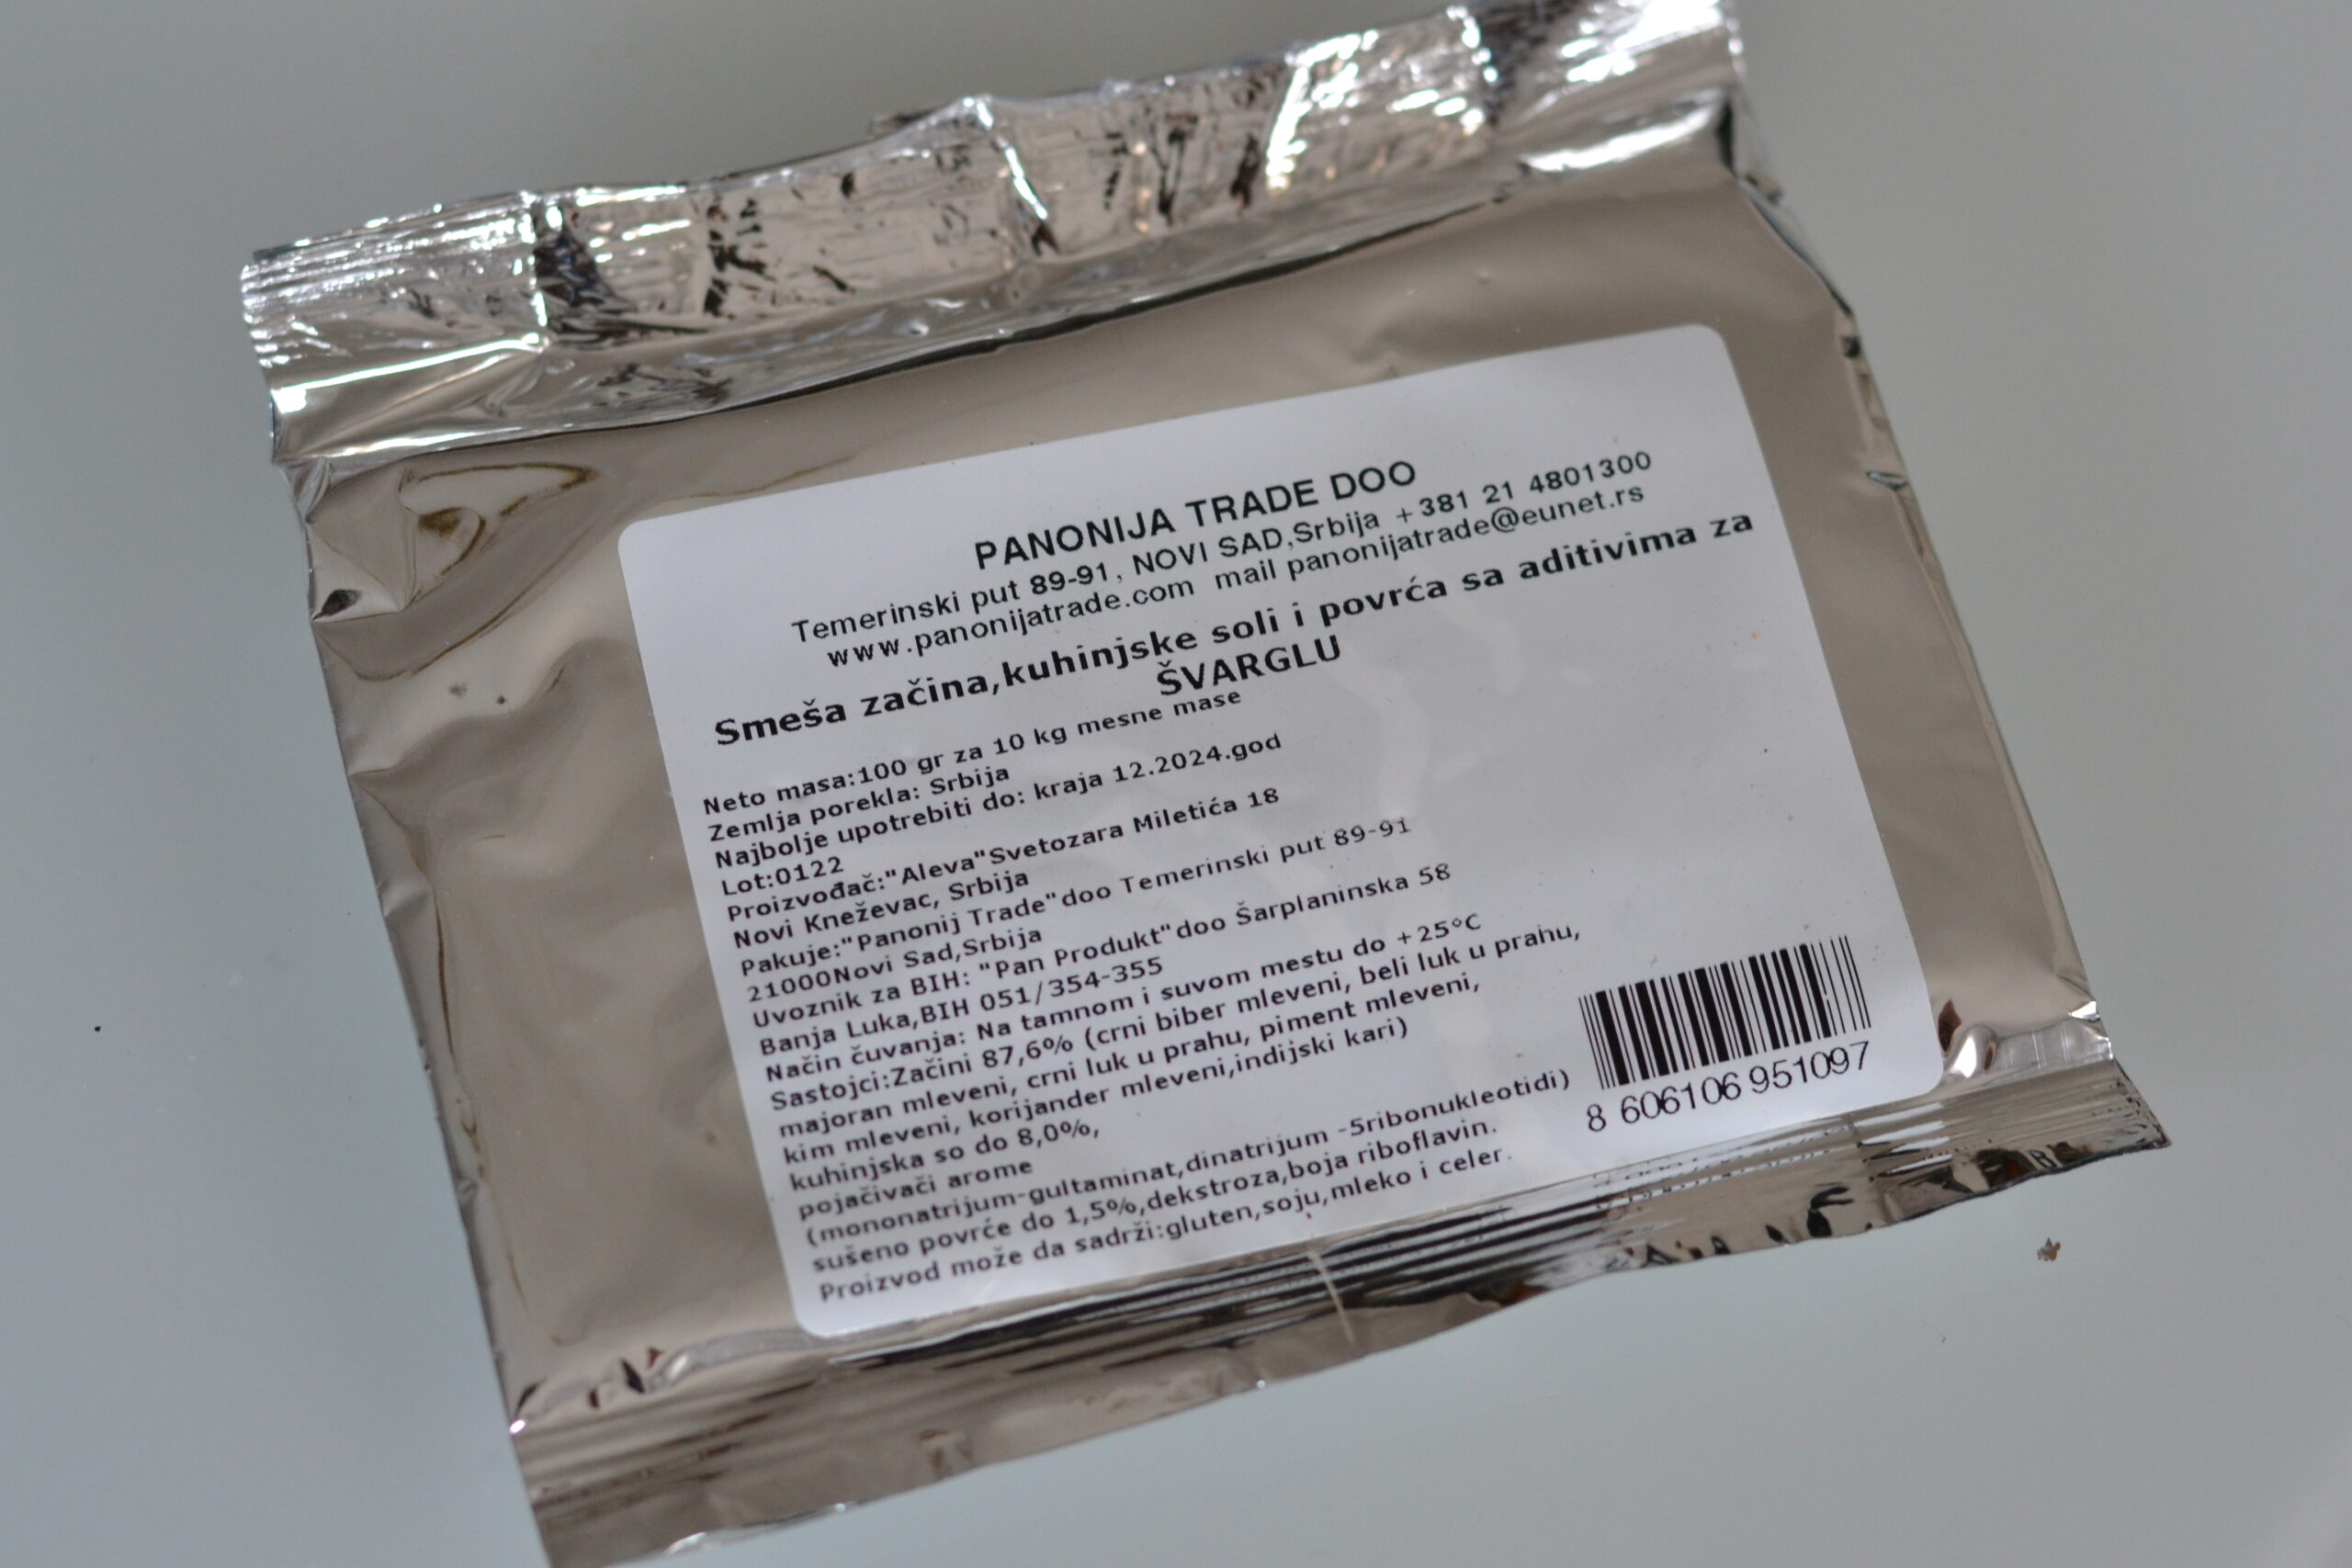 PANONIJA TRADE DOO
Temerinski put 89-91, NOVI SAD,Srbija +381 21 4801300
www.panonijatrade.com mail panonijatrade@eunet.rs
Smeša začina,kuhinjske soli i povrća sa aditivima za
ŠVARGLU
Neto masa:100 gr za 10 kg mesne mase
Zemlja porekla: Srbija
Najbolje upotrebiti do: kraja 12.2024.god
Lot:0122
Proizvođač:"Aleva"Svetozara Miletića 18
Novi Kneževac, Srbija
Pakuje:"Panonij Trade"doo Temerinski put 89-91
21000Novi Sad,Srbija
Uvoznik za BIH: "Pan Produkt"doo Šarplaninska 58
Banja Luka,BIH 051/354-355
Način čuvanja: Na tamnom i suvom mestu do +25°C
Sastojci:Začini 87,6% (crni biber mleveni, beli luk u prahu,
majoran mleveni, crni luk u prahu, piment mleveni,
kim mleveni, korijander mleveni,indijski kari)
kuhinjska so do 8,0%,
pojačivači arome
(mononatrijum-gultaminat,dinatrijum -5ribonukleotidi)
sušeno povrće do 1,5%,dekstroza,boja riboflavin.
Proizvod može da sadrži:gluten,soju,mleko i celer.
8 606106 951097